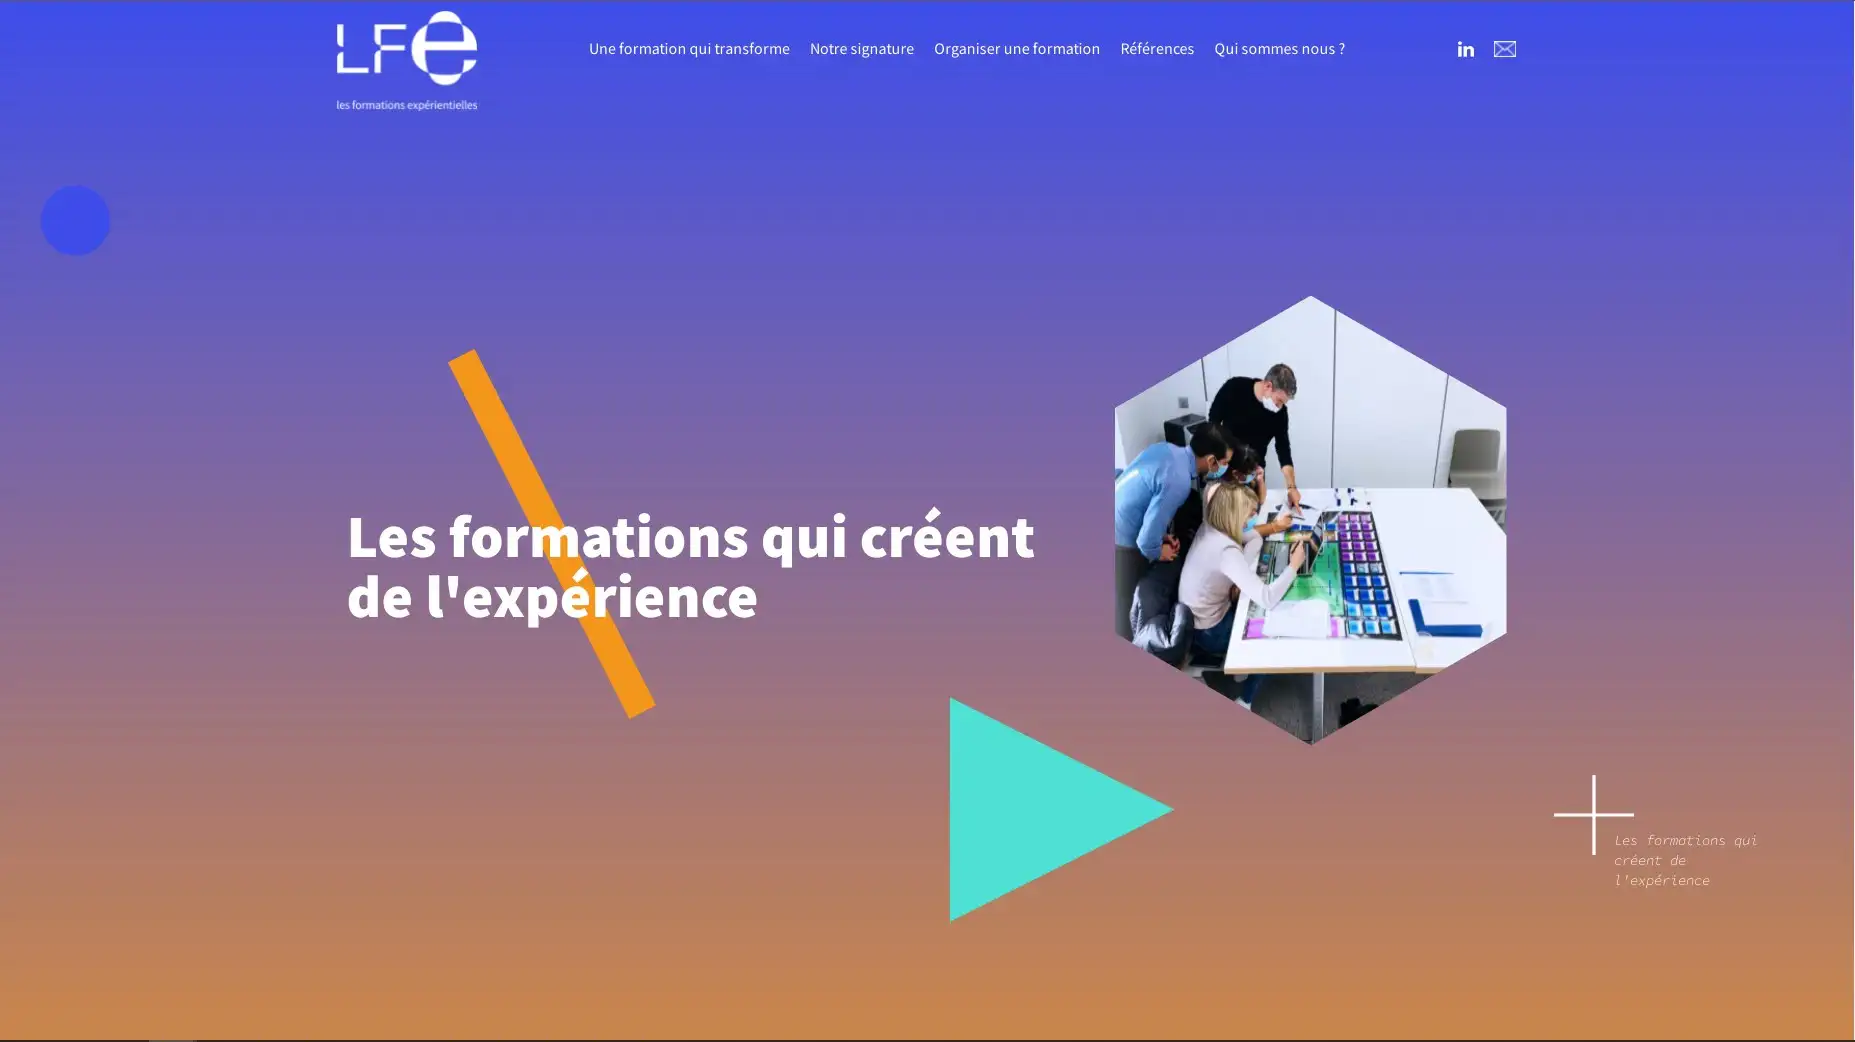 LFe
les formations expérientielles
Une formation qui transforme
Notre signature
Organiser une formation
Références
Qui sommes nous ?
in
Les formations qui créent
de l'expérience
Les formations qui
créent de
l'expérience